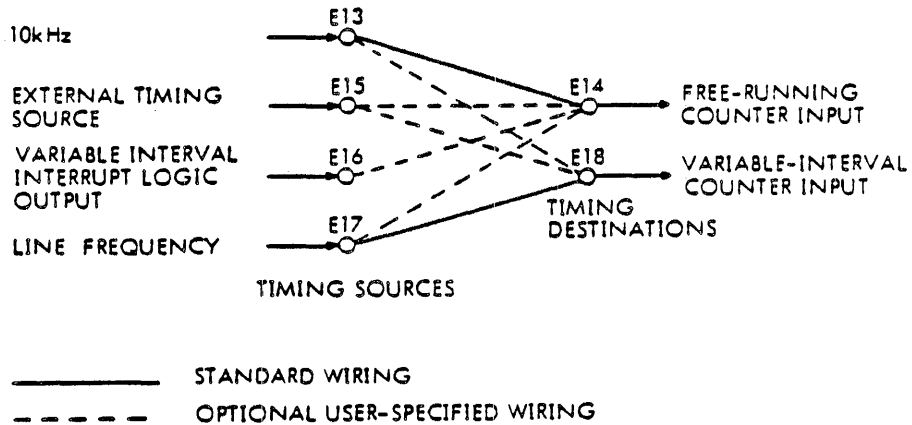 E13
10kHz
E15
E14
EXTERNAL TIMING
SOURCE
FREE-RUNNING
COUNTER INPUT
VARIABLE INTERVAL
INTERRUPT LOGIC
OUTPUT
E16
E18
VARIABLE-INTERVAL
COUNTER INPUT
TIMING
DESTINATIONS
E17
LINE FREQUENCY
TIMING SOURCES
STANDARD WIRING
OPTIONAL USER-SPECIFIED WIRING